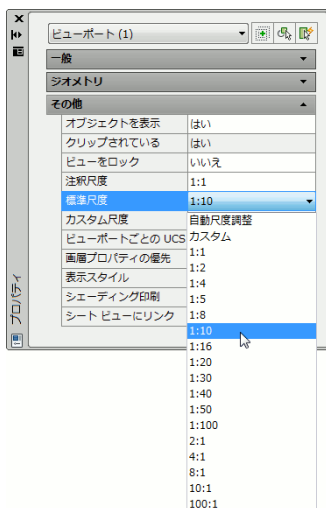 ビューポート (1)
一般
ジオメトリ
その他
オブジェクトを表示 はい
クリップされている はい
ビューをロック いいえ
注釈尺度 1:1
標準尺度 1:10
カスタム尺度 自動尺度調整
ビューポートごとの UCS カスタム
画層プロパティの優先 1:1
表示スタイル 1:2
シェーディング印刷 1:4
シート ビューにリンク 1:5
1:8
1:10
1:16
1:20
1:30
1:40
1:50
1:100
2:1
4:1
8:1
10:1
100:1
プロパティ